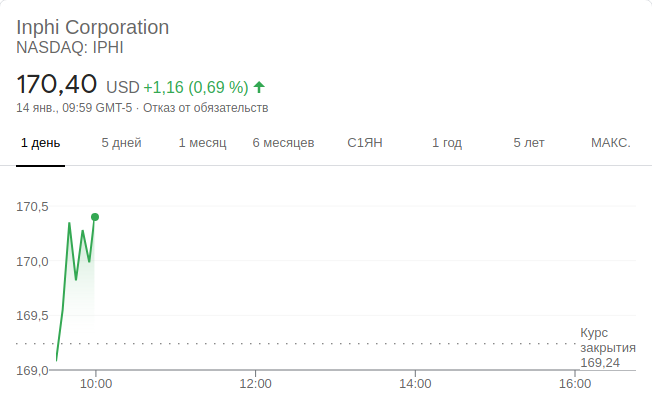 Inphi Corporation
NASDAQ: IPHI
170,40 USD +1,16 (0,69 %)
14 янв., 09:59 GMT-5 · Отказ от обязательств
1 день 5 дней 1 месяц 6 месяцев С1ЯН 1 год 5 лет МАКС.
170,5
170,0
169,5
169,0
Курс
закрытия
169,24
10:00 12:00 14:00 16:00